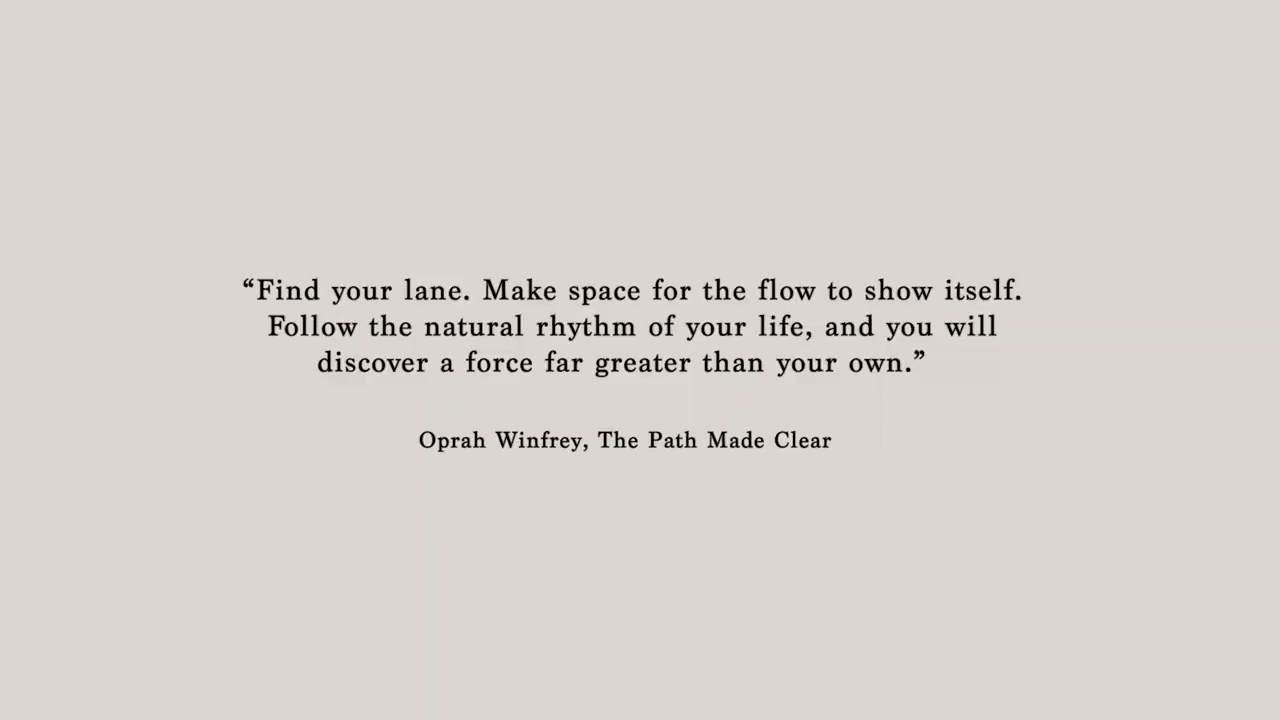 “Find your lane. Make space for the flow to show itself.
Follow the natural rhythm of your life, and you will
discover a force far greater than your own.”
Oprah Winfrey, The Path Made Clear